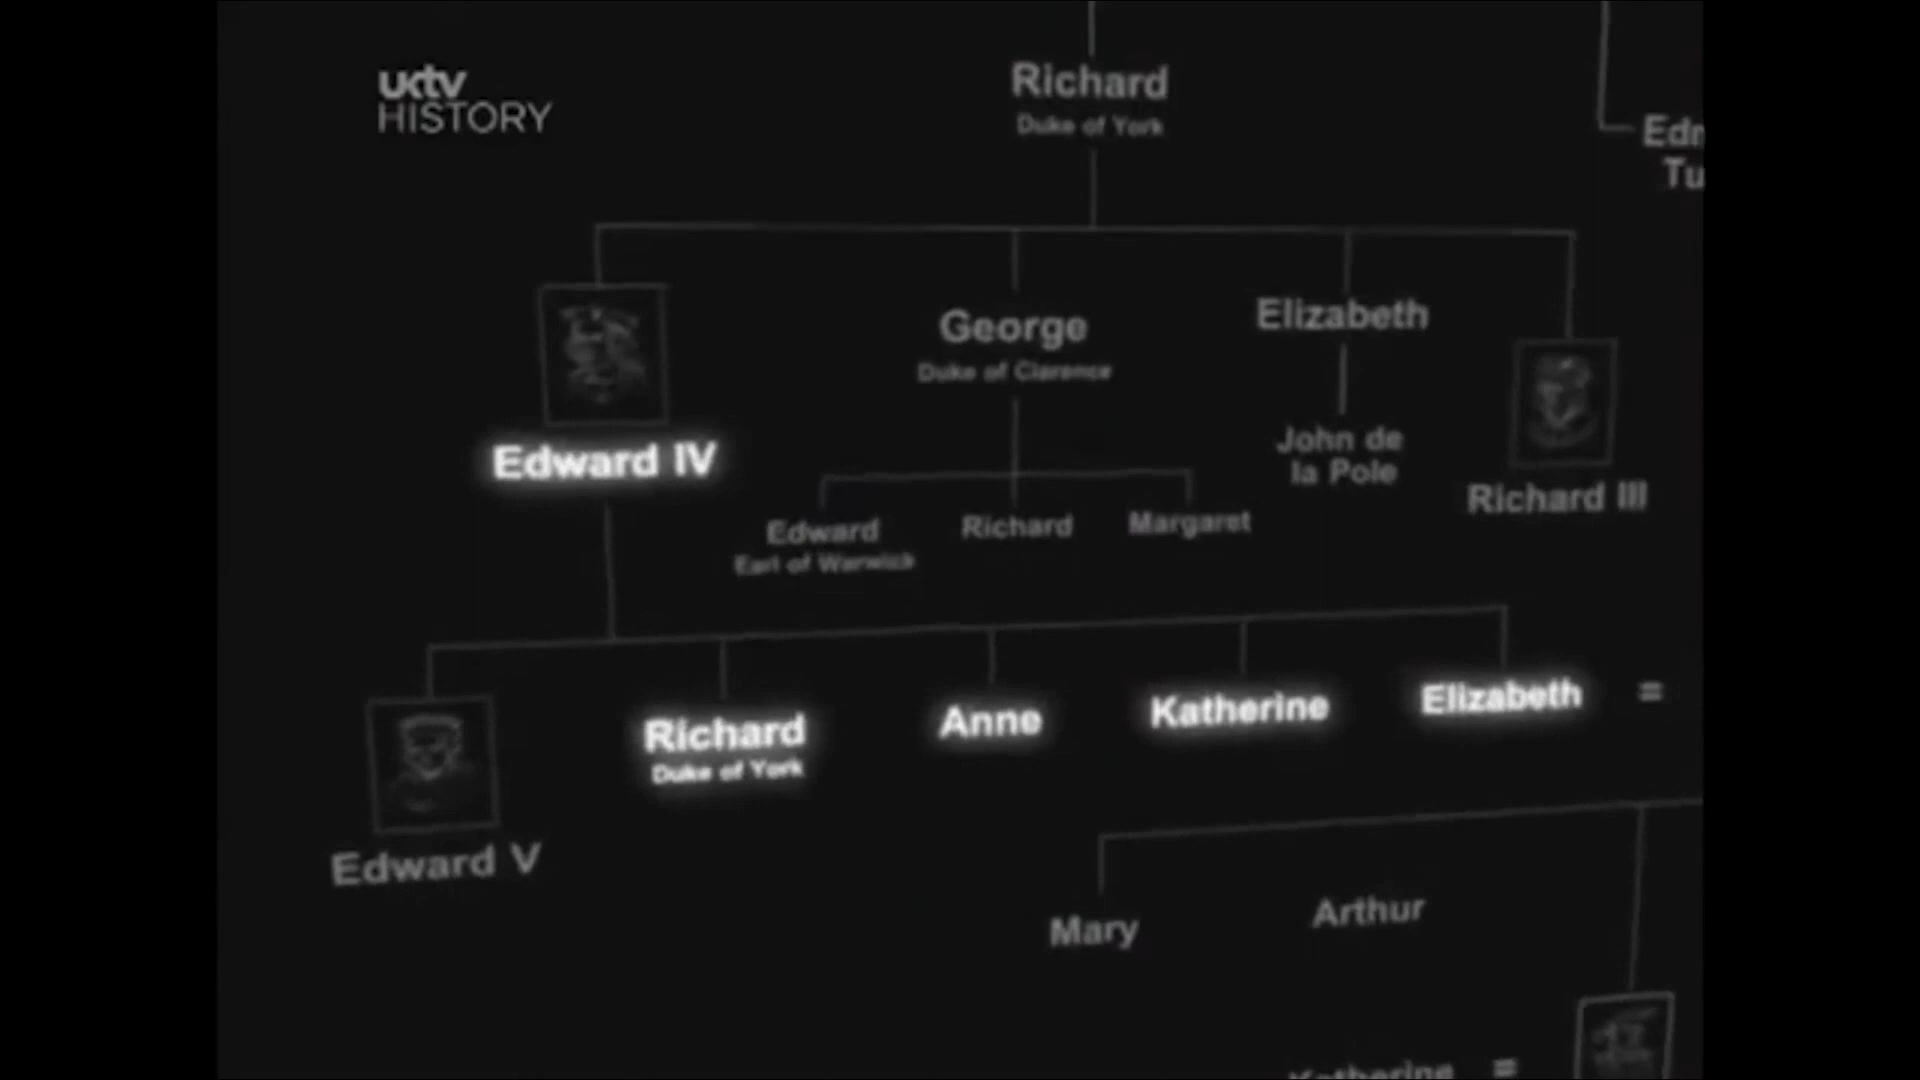 uktv
HISTORY
Richard
Duke of York
George
Duke of Clarence
Elizabeth
John de
la Pole
Edward IV
Richard III
Edward
Earl of Warwick
Richard
Margaret
Richard
Duke of York
Anne
Katherine
Elizabeth =
Edward V
Mary
Arthur
Katherine =